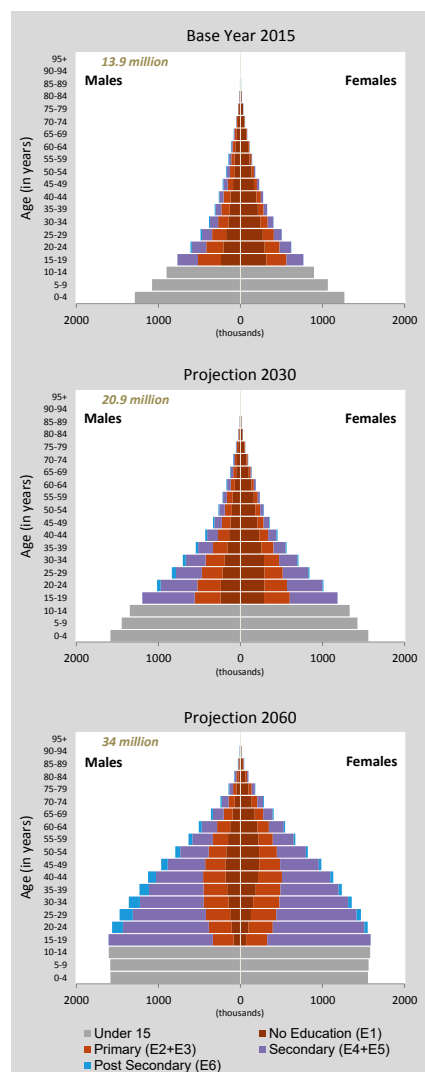 Base Year 2015
13.9 million
Males
Females
Age (in years)
95+
90-94
85-89
80-84
75-79
70-74
65-69
60-64
55-59
50-54
45-49
40-44
35-39
30-34
25-29
20-24
15-19
10-14
5-9
0-4
2000 1000 0 1000 2000
(thousands)
Projection 2030
20.9 million
Males
Females
Age (in years)
95+
90-94
85-89
80-84
75-79
70-74
65-69
60-64
55-59
50-54
45-49
40-44
35-39
30-34
25-29
20-24
15-19
10-14
5-9
0-4
2000 1000 0 1000 2000
(thousands)
Projection 2060
34 million
Males
Females
Age (in years)
95+
90-94
85-89
80-84
75-79
70-74
65-69
60-64
55-59
50-54
45-49
40-44
35-39
30-34
25-29
20-24
15-19
10-14
5-9
0-4
2000 1000 0 1000 2000
(thousands)
Under 15 No Education (E1)
Primary (E2+E3) Secondary (E4+E5)
Post Secondary (E6)